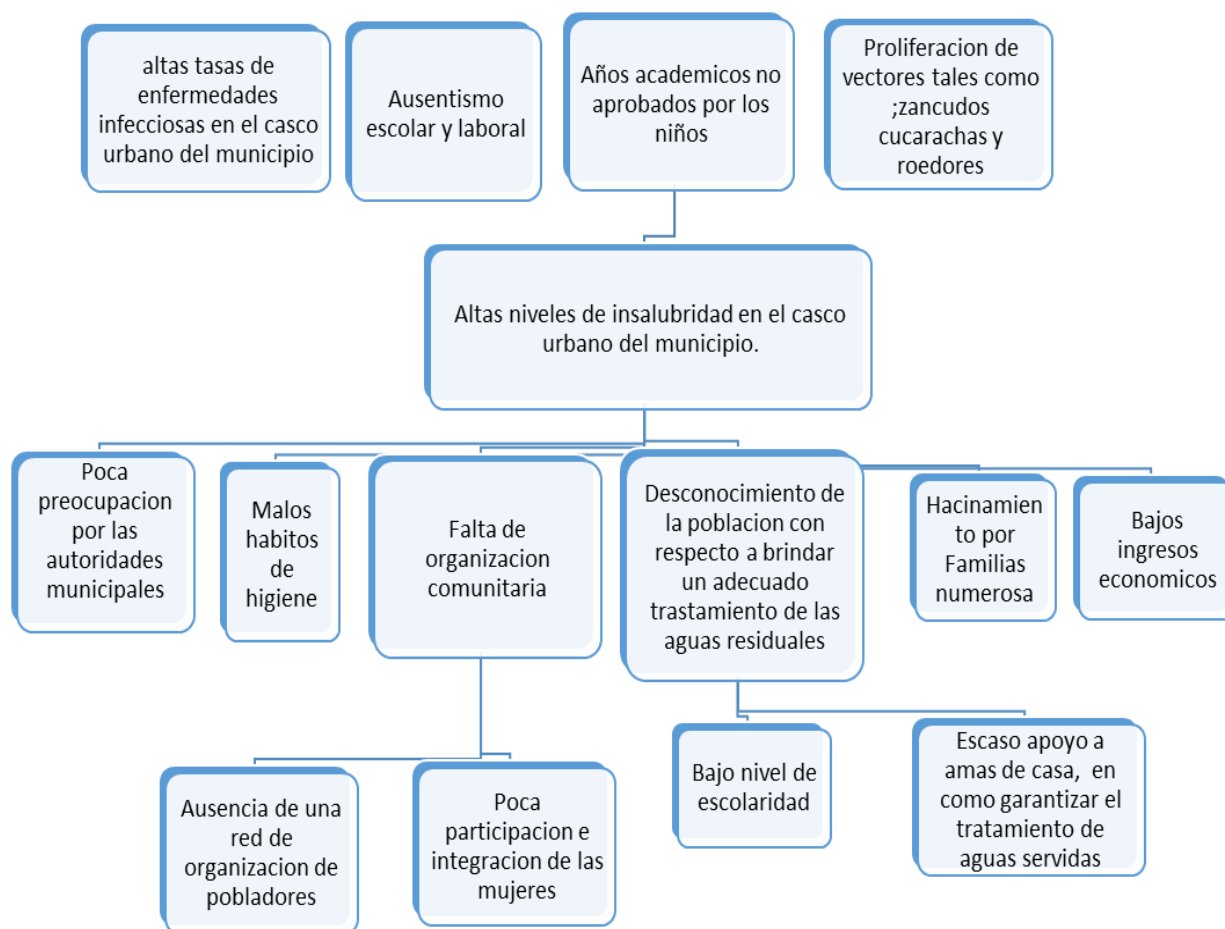 altas tasas de
enfermedades
infecciosas en el casco
urbano del municipio
Ausentismo
escolar y laboral
Años academicos no
aprobados por los
niños
Proliferacion de
vectores tales como
;zancudos
cucarachas y
roedores
Altas niveles de insalubridad en el casco
urbano del municipio.
Poca
preocupacion
por las
autoridades
municipales
Malos
habitos
de
higiene
Falta de
organizacion
comunitaria
Desconocimiento de
la poblacion con
respecto a brindar
un adecuado
trastamiento de las
aguas residuales
Hacinamien
to por
Familias
numerosa
Bajos
ingresos
economicos
Ausencia de una
red de
organizacion de
pobladores
Poca
participacion e
integracion de las
mujeres
Bajo nivel de
escolaridad
Escaso apoyo a
amas de casa,  en
como garantizar el
tratamiento de
aguas servidas